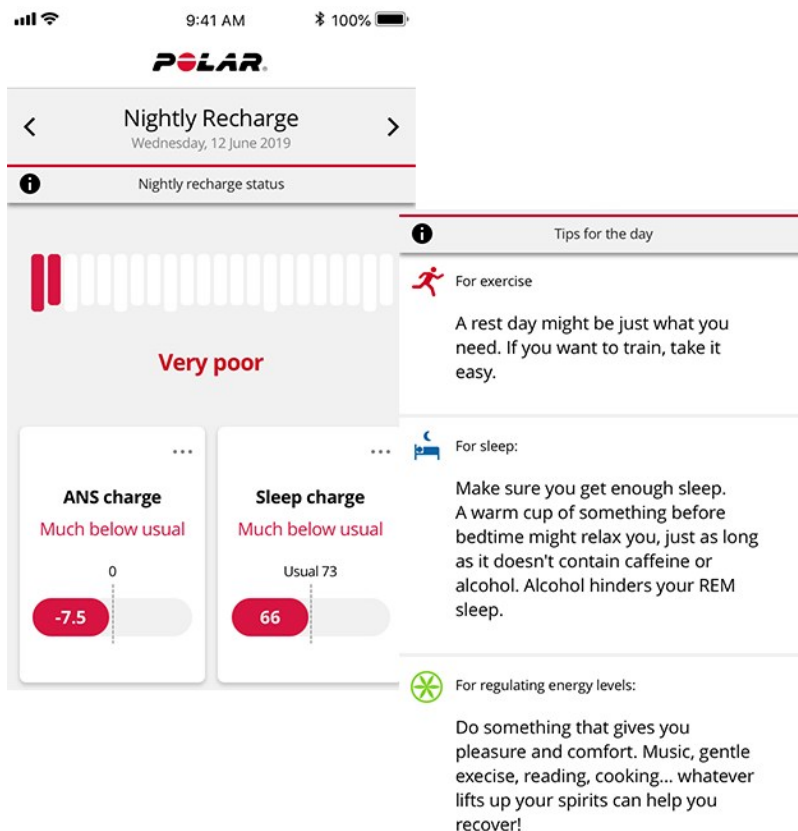 9:41 AM
100%
POLAR.
Nightly Recharge
Wednesday, 12 June 2019
Nightly recharge status
Very poor
ANS charge
Much below usual
0
-7.5
Sleep charge
Much below usual
Usual 73
66
Tips for the day
For exercise
A rest day might be just what you
need. If you want to train, take it
easy.
For sleep:
Make sure you get enough sleep.
A warm cup of something before
bedtime might relax you, just as long
as it doesn't contain caffeine or
alcohol. Alcohol hinders your REM
sleep.
For regulating energy levels:
Do something that gives you
pleasure and comfort. Music, gentle
execise, reading, cooking... whatever
lifts up your spirits can help you
recover!